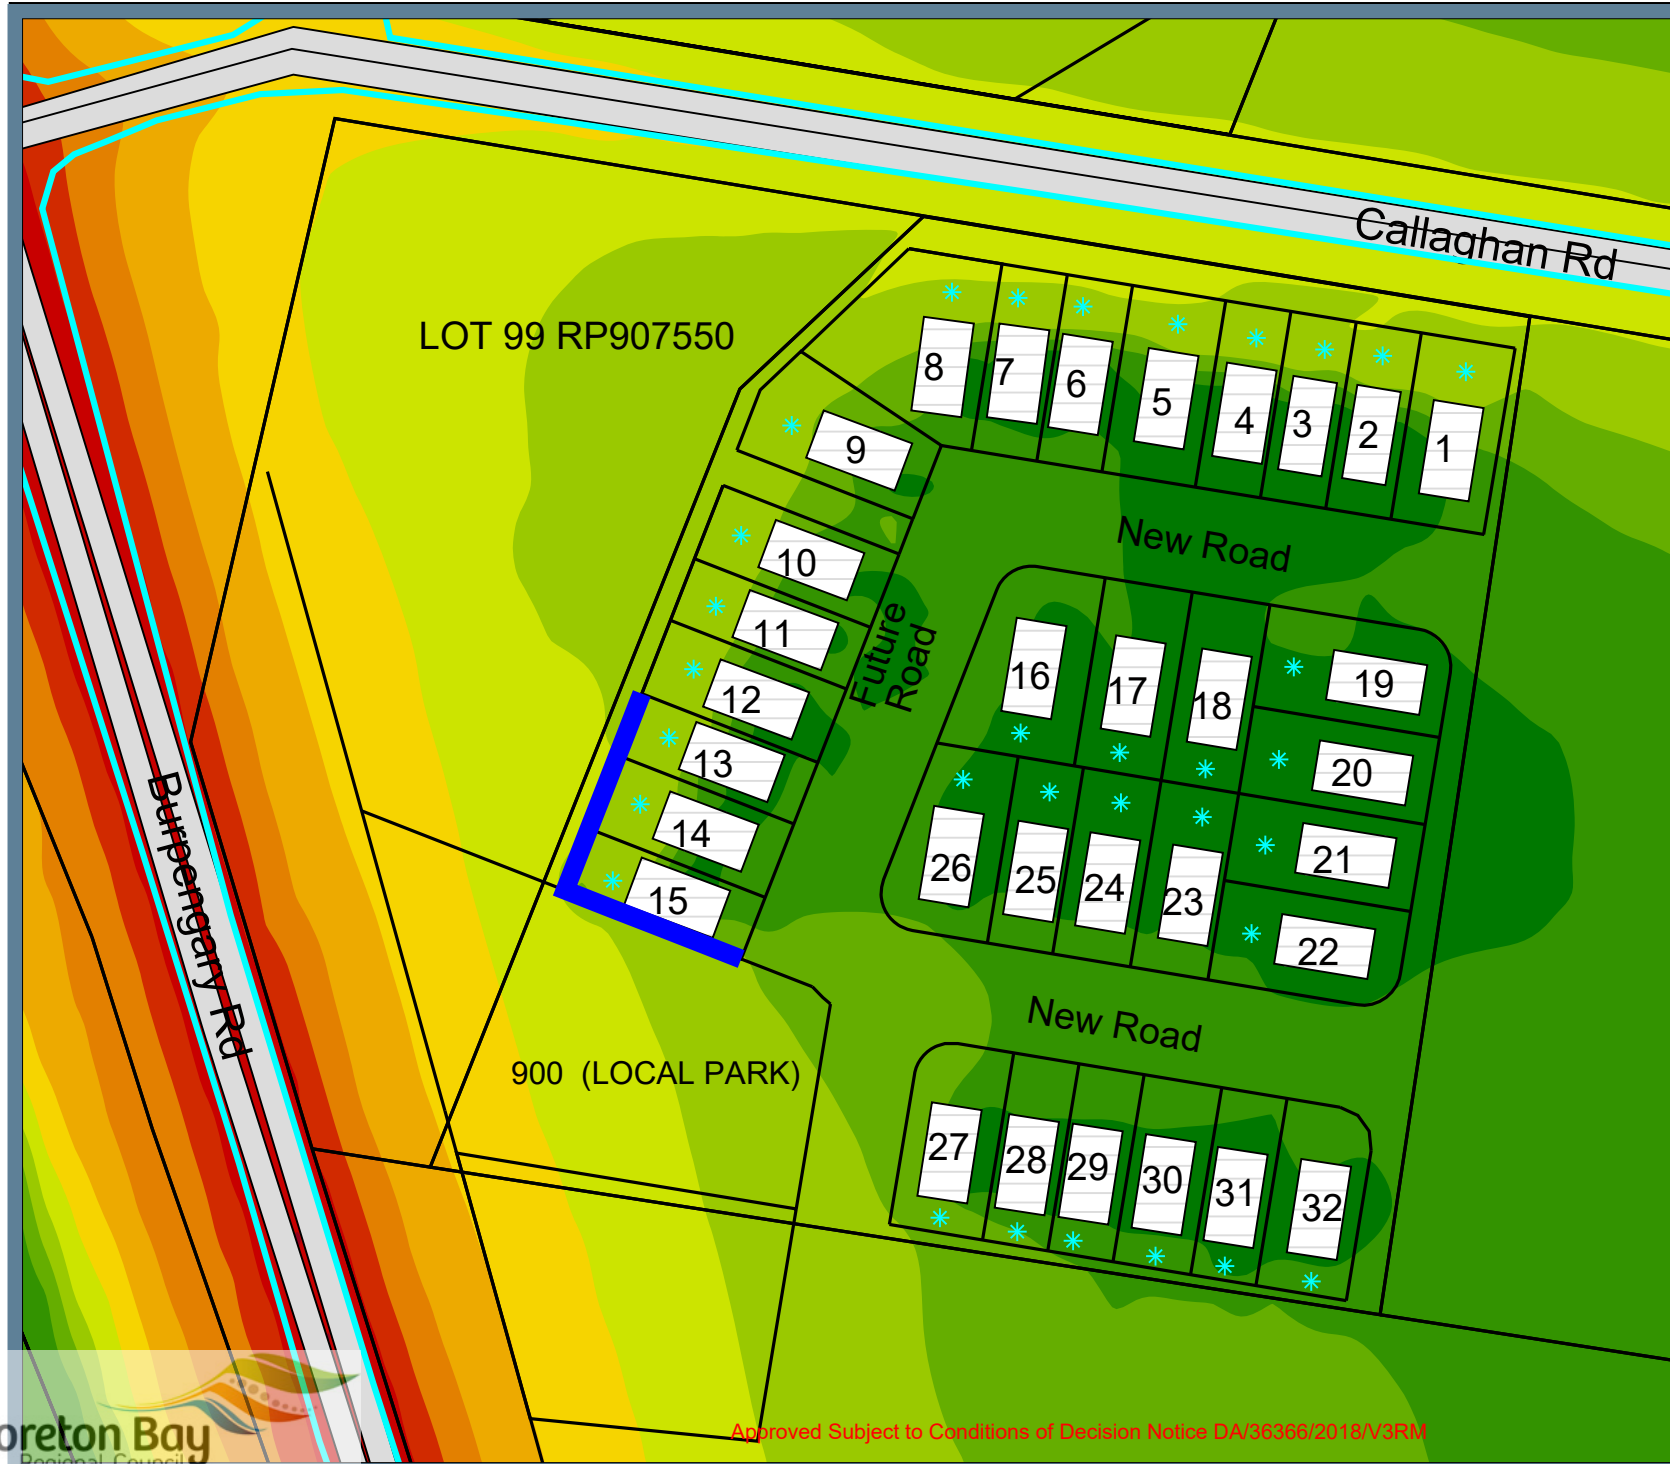 Callaghan Rd
LOT 99 RP907550
8
7
6
5
4
3
2
1
9
New Road
10
11
Future
Road
12
13
14
15
16
17
18
19
20
21
22
26
25
24
23
Burpengary Rd
New Road
900 (LOCAL PARK)
27
28
29
30
31
32
oreton Bay
Regional Council
Approved Subject to Conditions of Decision Notice DA/36366/2018/V3RM